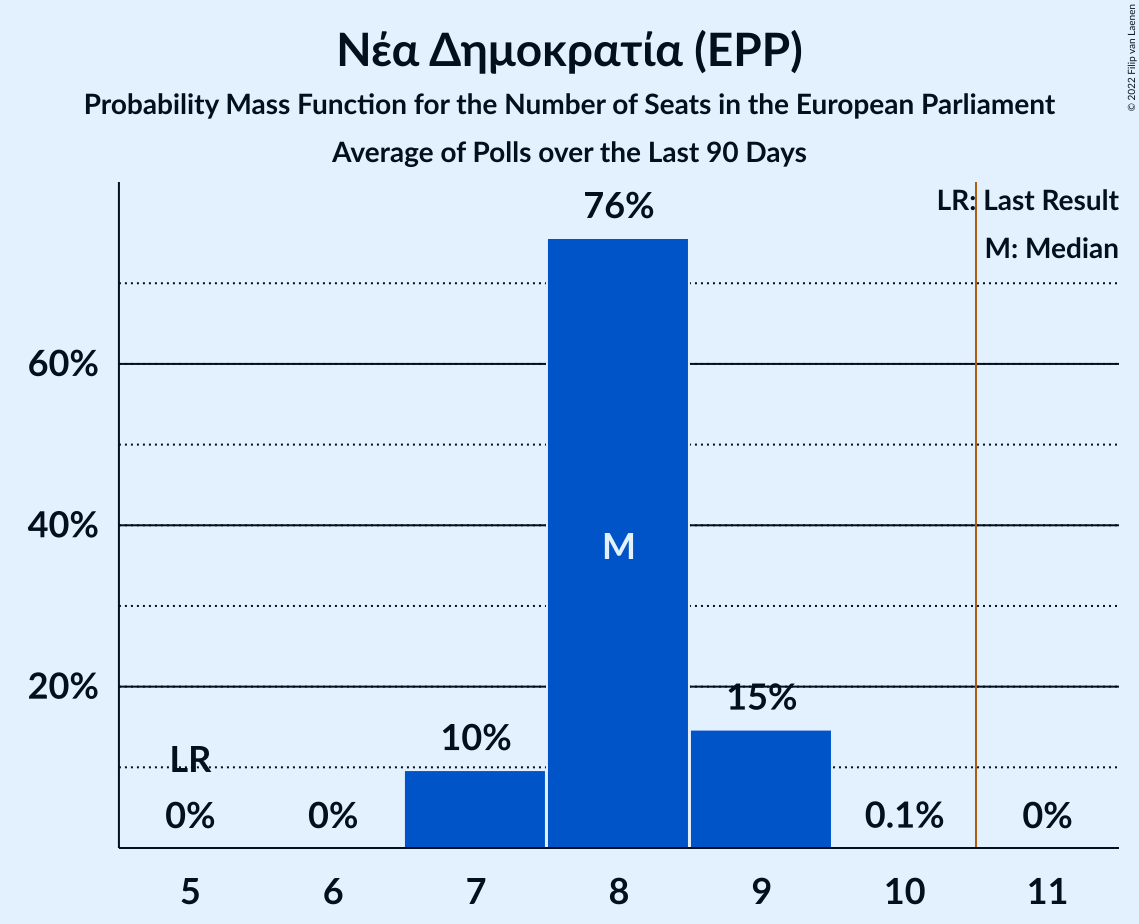 Νέα Δημοκρατία (EPP)
Probability Mass Function for the Number of Seats in the European Parliament
Average of Polls over the Last 90 Days
© 2022 Filip van Laenen
LR: Last Result
M: Median
76%
60%
40%
M
20%
15%
10%
LR
0%
0%
0.1%
0%
5 6 7 8 9 10 11